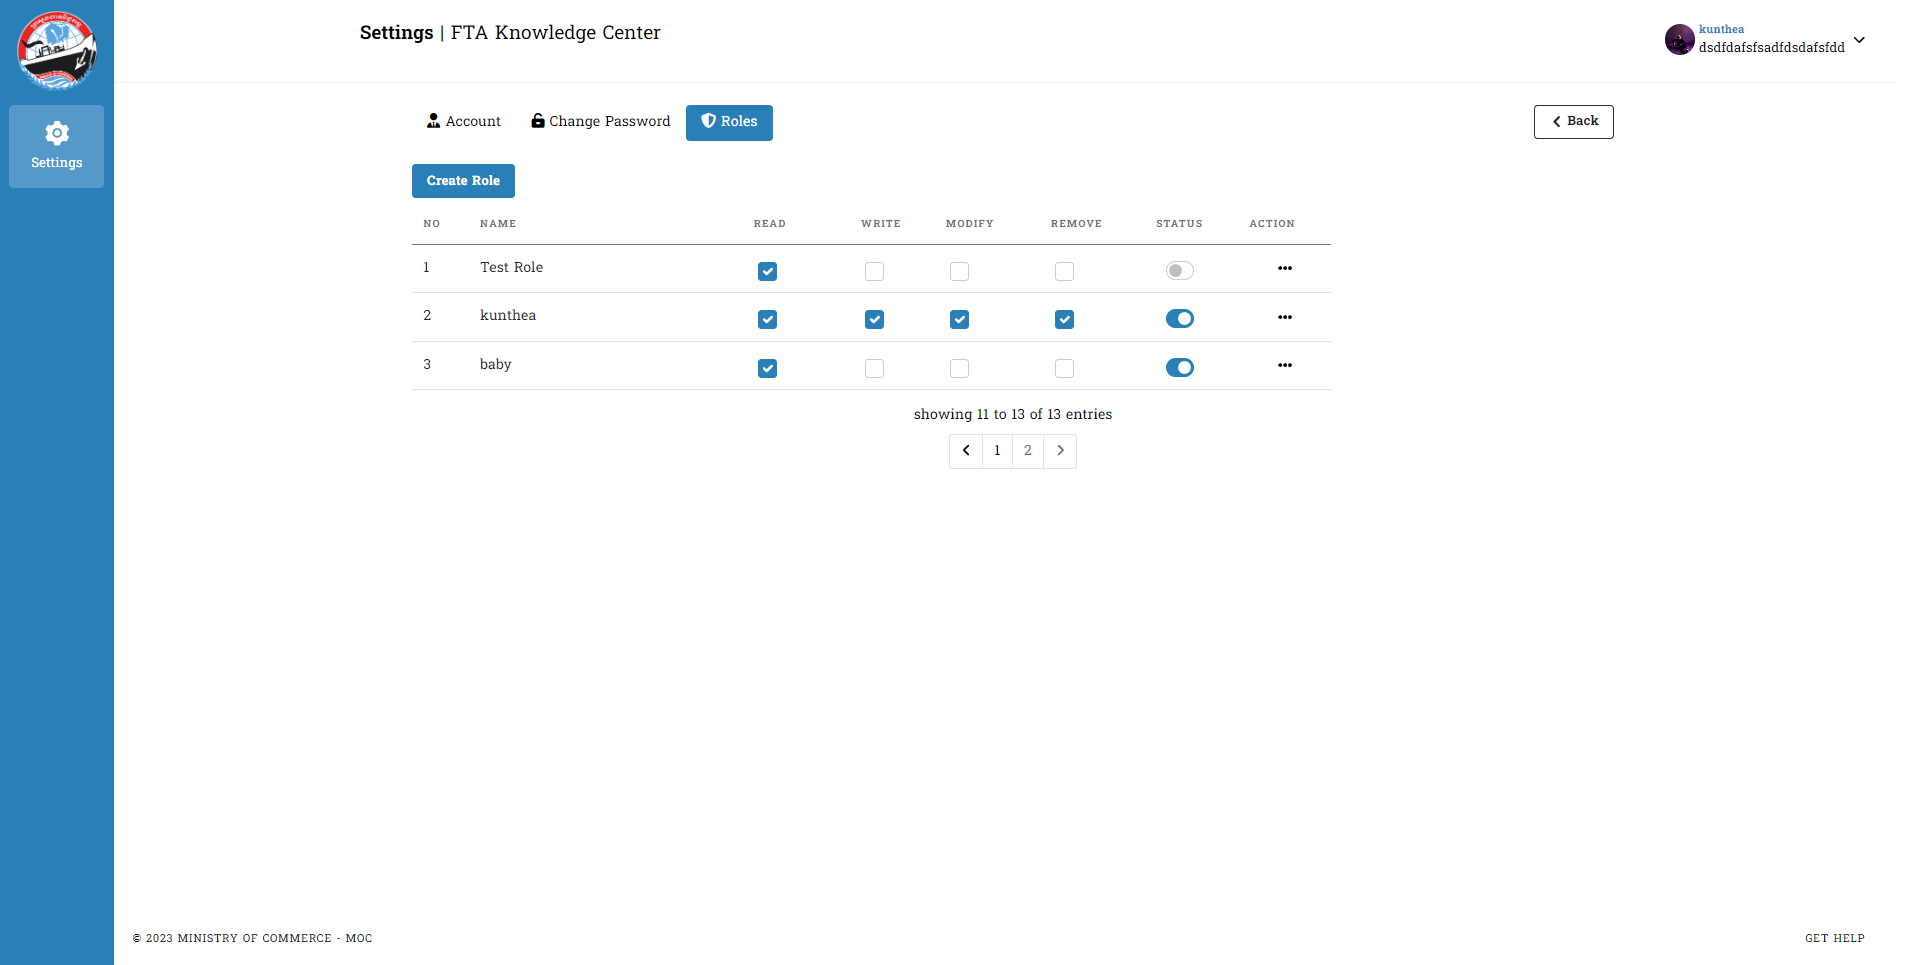 Settings | FTA Knowledge Center
kunthea
dsdfdafsfsadfdsdafsfdd
Settings
Account
Change Password
Roles
Back
Create Role
NO NAME READ WRITE MODIFY REMOVE STATUS ACTION
1 Test Role
2 kunthea
3 baby
showing 11 to 13 of 13 entries
1 2
© 2023 MINISTRY OF COMMERCE - MOC
GET HELP